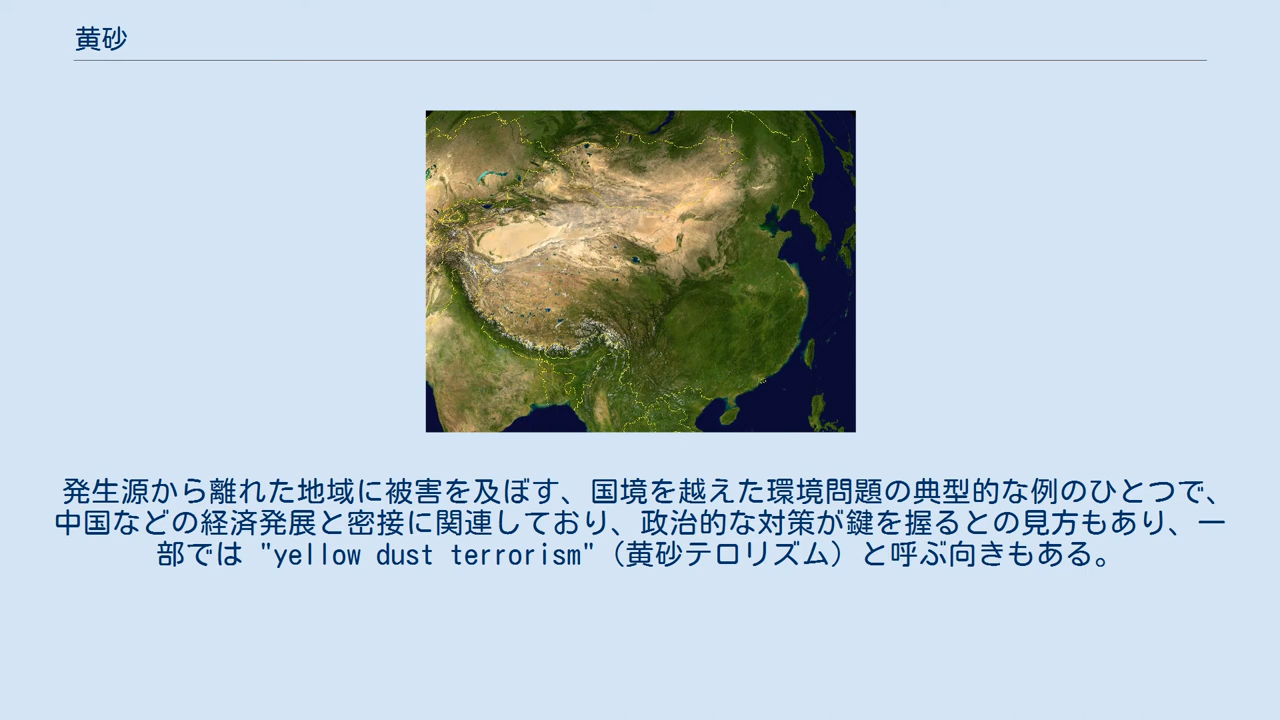 黄砂
発生源から離れた地域に被害を及ぼす、国境を越えた環境問題の典型的な例のひとつで、
中国などの経済発展と密接に関連しており、政治的な対策が鍵を握るとの見方もあり、一
部では "yellow dust terrorism"（黄砂テロリズム）と呼ぶ向きもある。